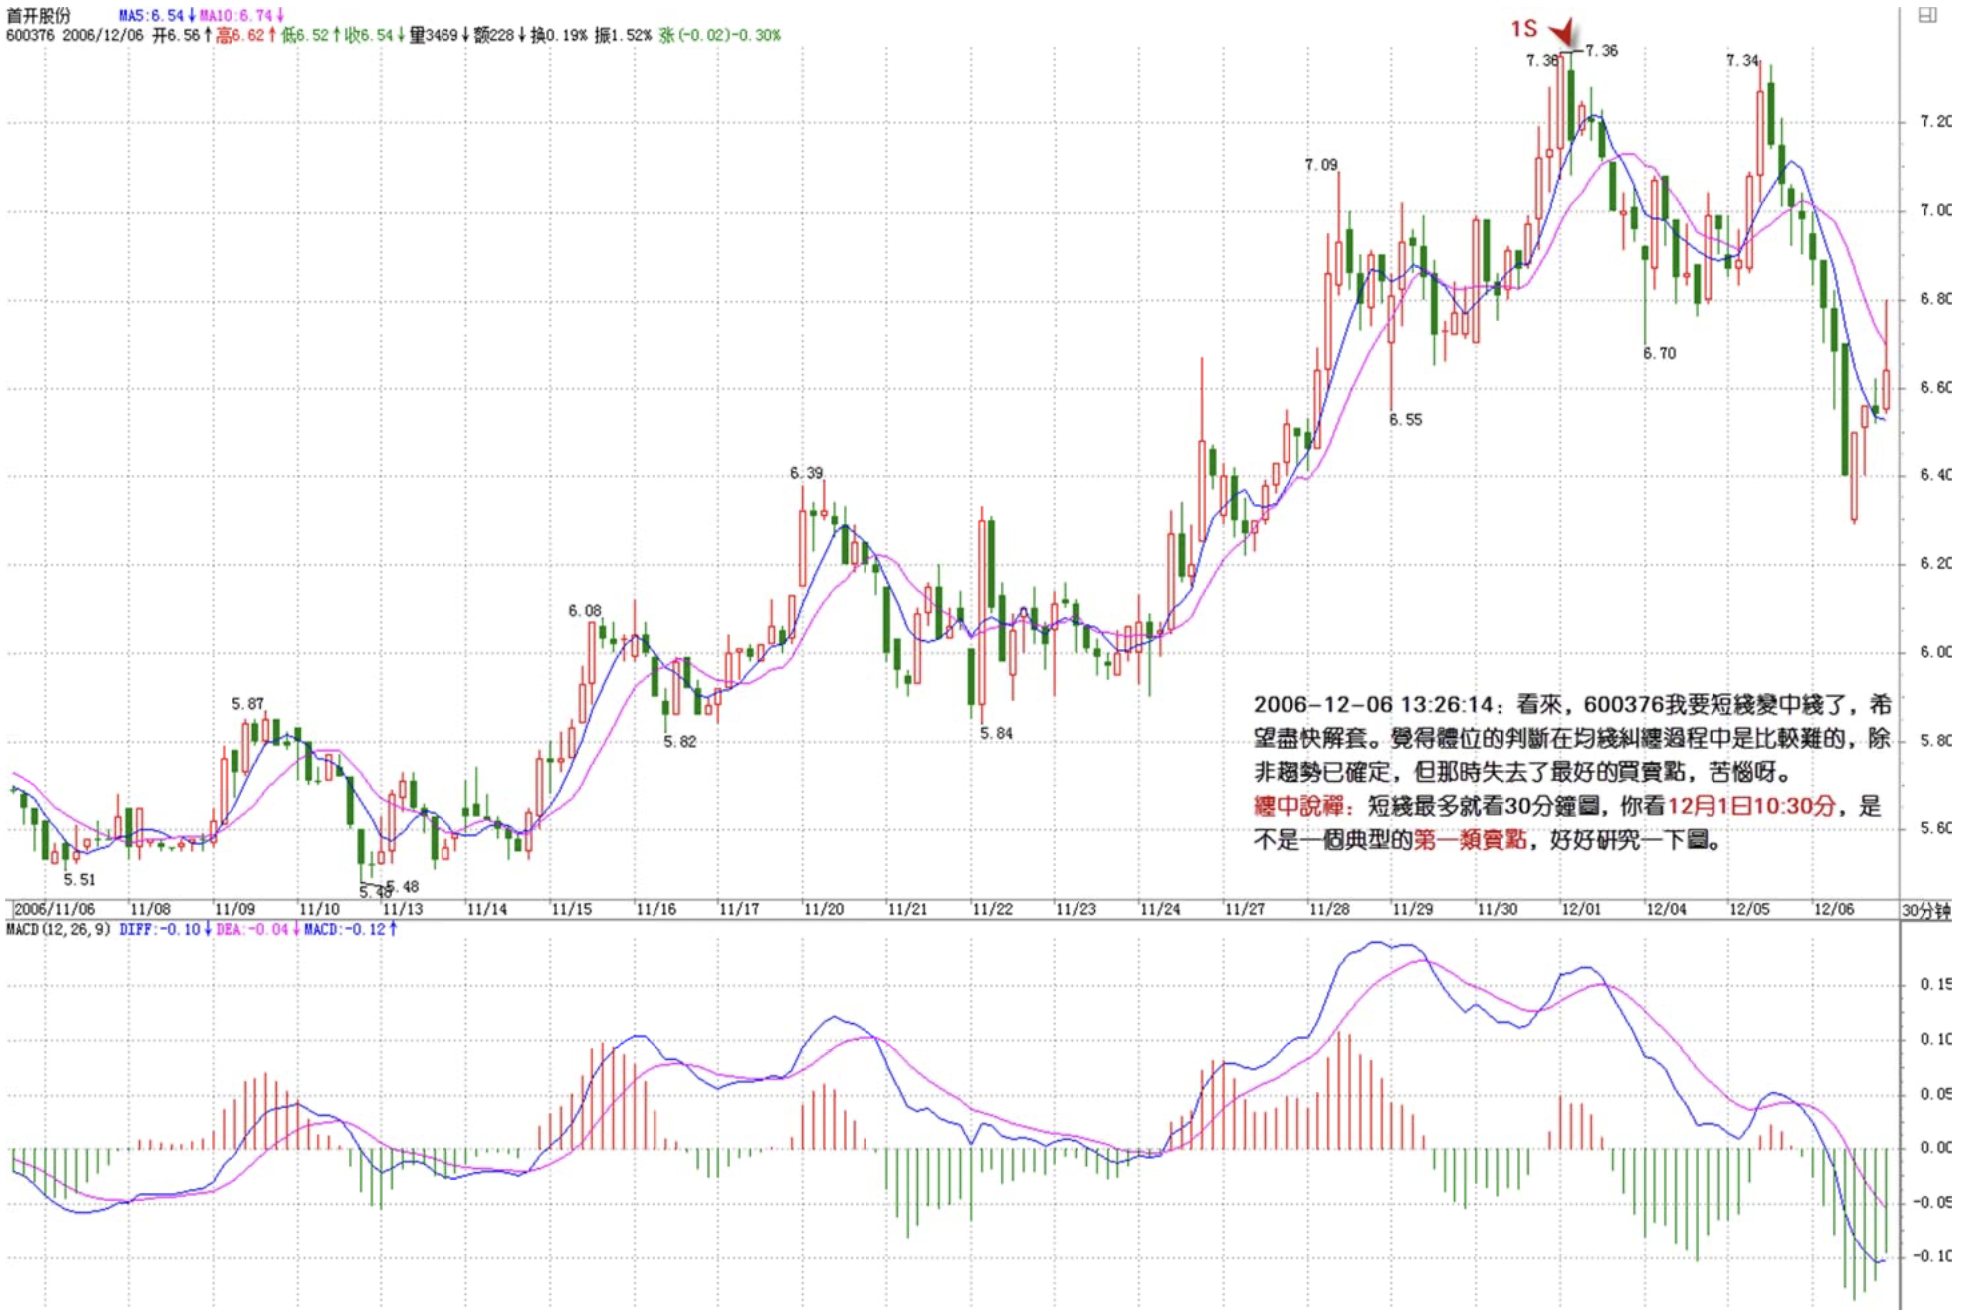 首开股份 MA5:6.54↓MA10:6.74↓
600376 2006/12/06 开6.56↑高6.62↑低6.52↑收6.54↓量3469↓额228↓换0.19% 振1.52% 涨(-0.02)-0.30%
1S
7.36
7.36
7.34
7.20
7.09
7.00
6.80
6.70
6.60
6.55
6.39
6.40
6.20
6.08
6.00
5.87
5.84
5.82
5.80
2006-12-06 13:26:14：看來，600376我要短綫變中綫了，希
望盡快解套。覺得體位的判斷在均綫糾纏過程中是比較難的，除
非趨勢已確定，但那時失去了最好的買賣點，苦惱呀。
纏中說禪：短綫最多就看30分鐘圖，你看12月1日10:30分，是
不是一個典型的第一類賣點，好好研究一下圖。
5.60
5.51
5.48
5.48
2006/11/06 11/08 11/09 11/10 11/13 11/14 11/15 11/16 11/17 11/20 11/21 11/22 11/23 11/24 11/27 11/28 11/29 11/30 12/01 12/04 12/05 12/06 30分钟
MACD(12,26,9) DIFF:-0.10↓DEA:-0.04↓MACD:-0.12↑
0.15
0.10
0.05
0.00
-0.05
-0.10